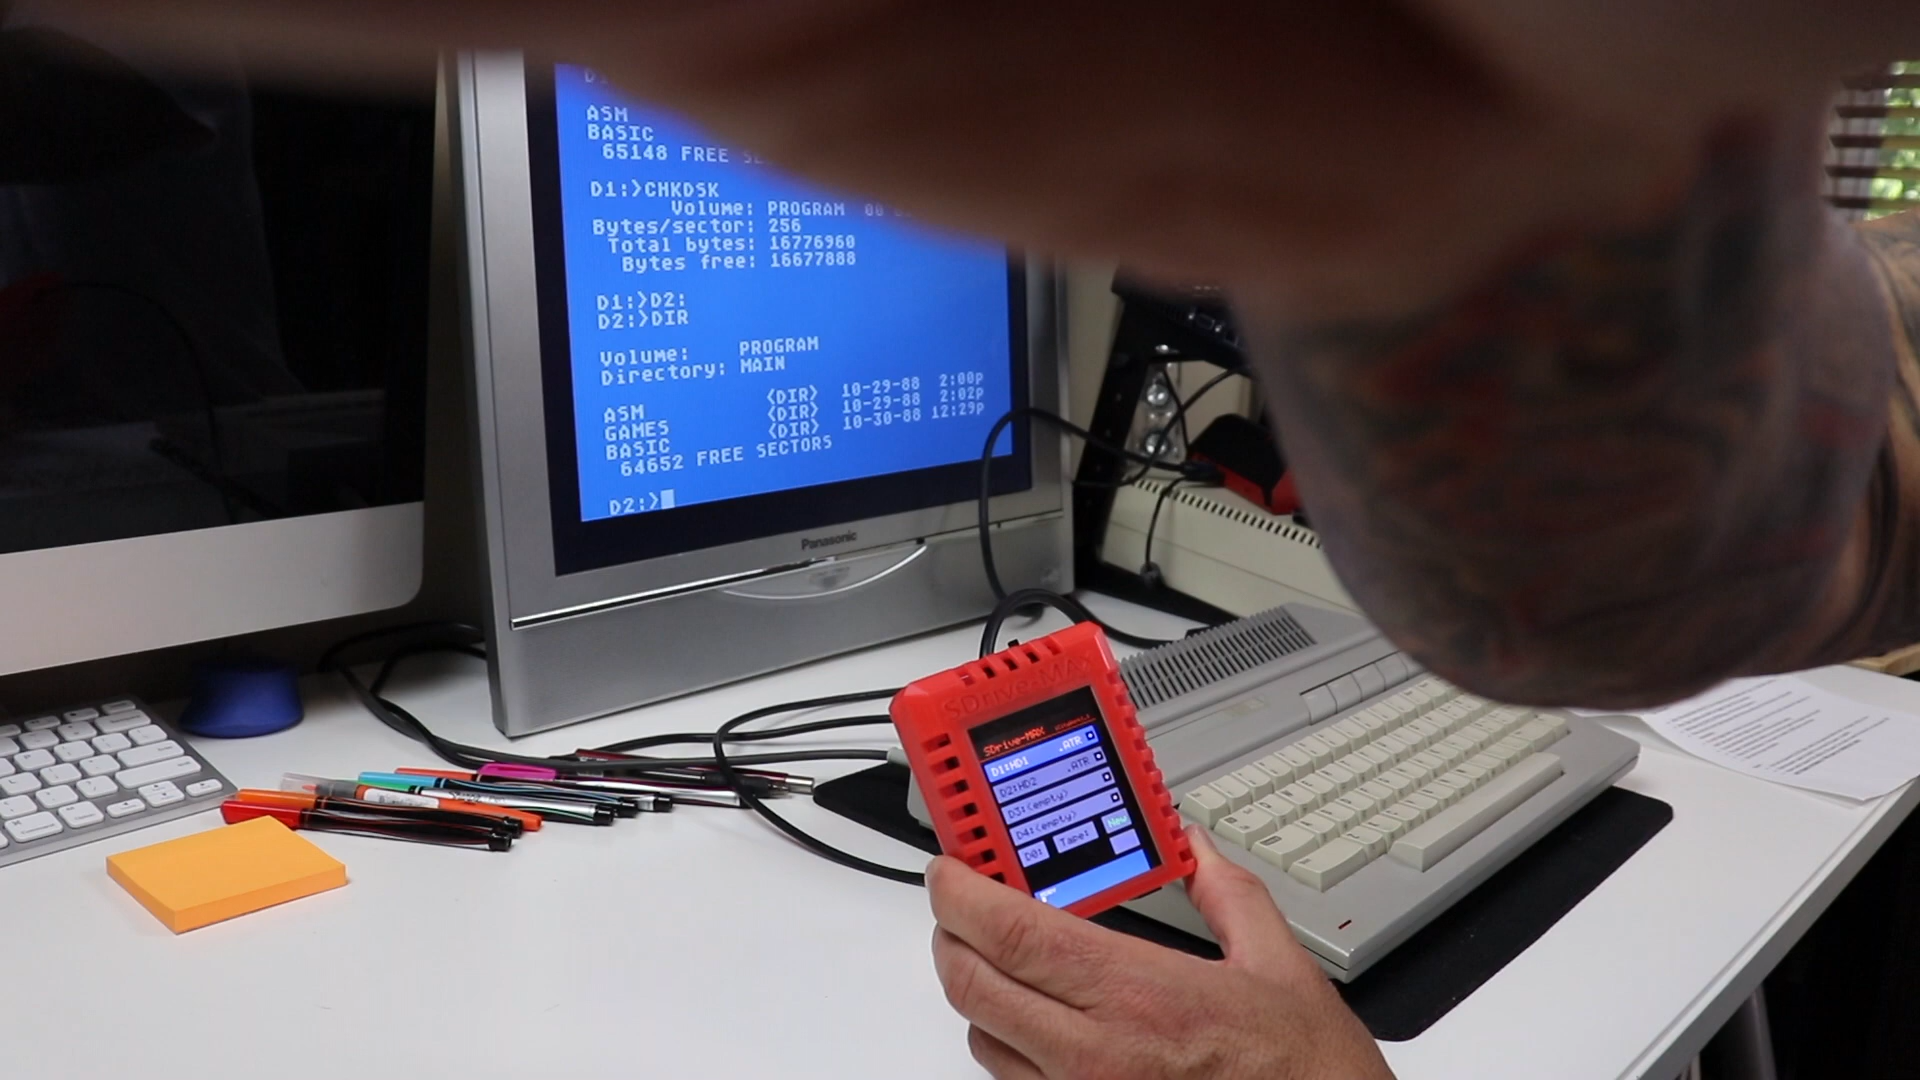 ASM
BASIC
65148 FREE
D1:>CHKDSK
Volume: PROGRAM
Bytes/sector: 256
Total bytes: 16776960
Bytes free: 16677888
D1:>D2:
D2:>DIR
Volume: PROGRAM
Directory: MAIN
ASM <DIR> 10-29-88 2:00p
GAMES <DIR> 10-29-88 2:02p
BASIC <DIR> 10-30-88 12:29p
64652 FREE SECTORS
D2:>
Panasonic
SDrive-MAX
SDrive-MAX
D1:HD1 .ATR
D2:HD2 .ATR
D3:(empty)
D4:(empty)
D0: Tape: New